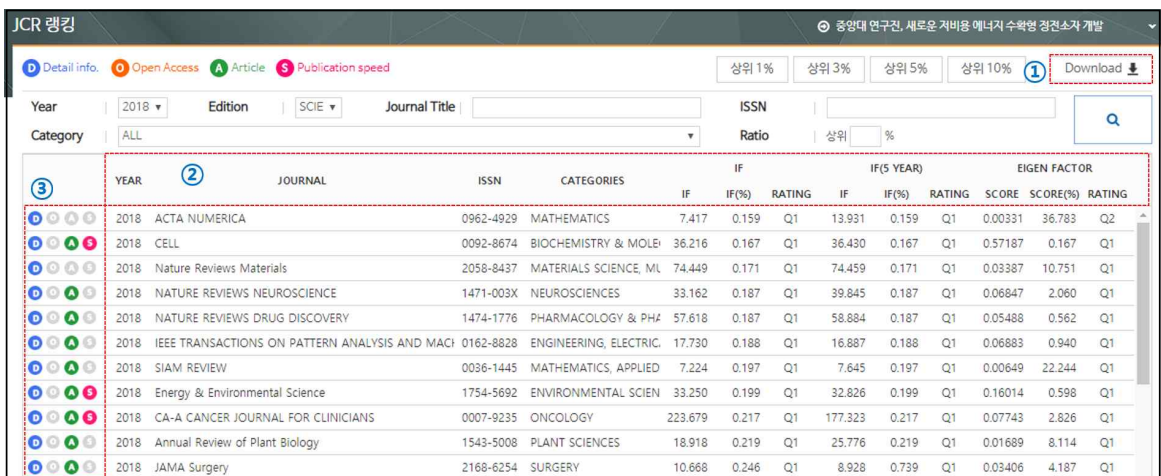 JCR 랭킹 중앙대 연구진, 새로운 저비용 에너지 수확형 정전소자 개발
D Detail info. O Open Access A Article S Publication speed 상위 1% 상위 3% 상위 5% 상위 10% ① Download
Year 2018 Edition SCIE Journal Title ISSN
Category ALL Ratio 상위 %
③ YEAR ② JOURNAL ISSN CATEGORIES IF IF(5 YEAR) EIGEN FACTOR
IF IF(%) RATING IF IF(%) RATING SCORE SCORE(%) RATING
D O A S 2018 ACTA NUMERICA 0962-4929 MATHEMATICS 7.417 0.159 Q1 13.931 0.159 Q1 0.00331 36.783 Q2
D O A S 2018 CELL 0092-8674 BIOCHEMISTRY & MOLE 36.216 0.167 Q1 36.430 0.167 Q1 0.57187 0.167 Q1
D O A S 2018 Nature Reviews Materials 2058-8437 MATERIALS SCIENCE, MU 74.449 0.171 Q1 74.459 0.171 Q1 0.03387 10.751 Q1
D O A S 2018 NATURE REVIEWS NEUROSCIENCE 1471-003X NEUROSCIENCES 33.162 0.187 Q1 39.845 0.187 Q1 0.06847 2.060 Q1
D O A S 2018 NATURE REVIEWS DRUG DISCOVERY 1474-1776 PHARMACOLOGY & PHA 57.618 0.187 Q1 58.884 0.187 Q1 0.05488 0.562 Q1
D O A S 2018 IEEE TRANSACTIONS ON PATTERN ANALYSIS AND MACH 0162-8828 ENGINEERING, ELECTRIC. 17.730 0.188 Q1 16.887 0.188 Q1 0.06883 0.940 Q1
D O A S 2018 SIAM REVIEW 0036-1445 MATHEMATICS, APPLIED 7.224 0.197 Q1 7.645 0.197 Q1 0.00649 22.244 Q1
D O A S 2018 Energy & Environmental Science 1754-5692 ENVIRONMENTAL SCIEN 33.250 0.199 Q1 32.826 0.199 Q1 0.16014 0.598 Q1
D O A S 2018 CA-A CANCER JOURNAL FOR CLINICIANS 0007-9235 ONCOLOGY 223.679 0.217 Q1 177.323 0.217 Q1 0.07743 2.826 Q1
D O A S 2018 Annual Review of Plant Biology 1543-5008 PLANT SCIENCES 18.918 0.219 Q1 25.776 0.219 Q1 0.01689 8.114 Q1
D O A S 2018 JAMA Surgery 2168-6254 SURGERY 10.668 0.246 Q1 8.928 0.739 Q1 0.03406 4.187 Q1